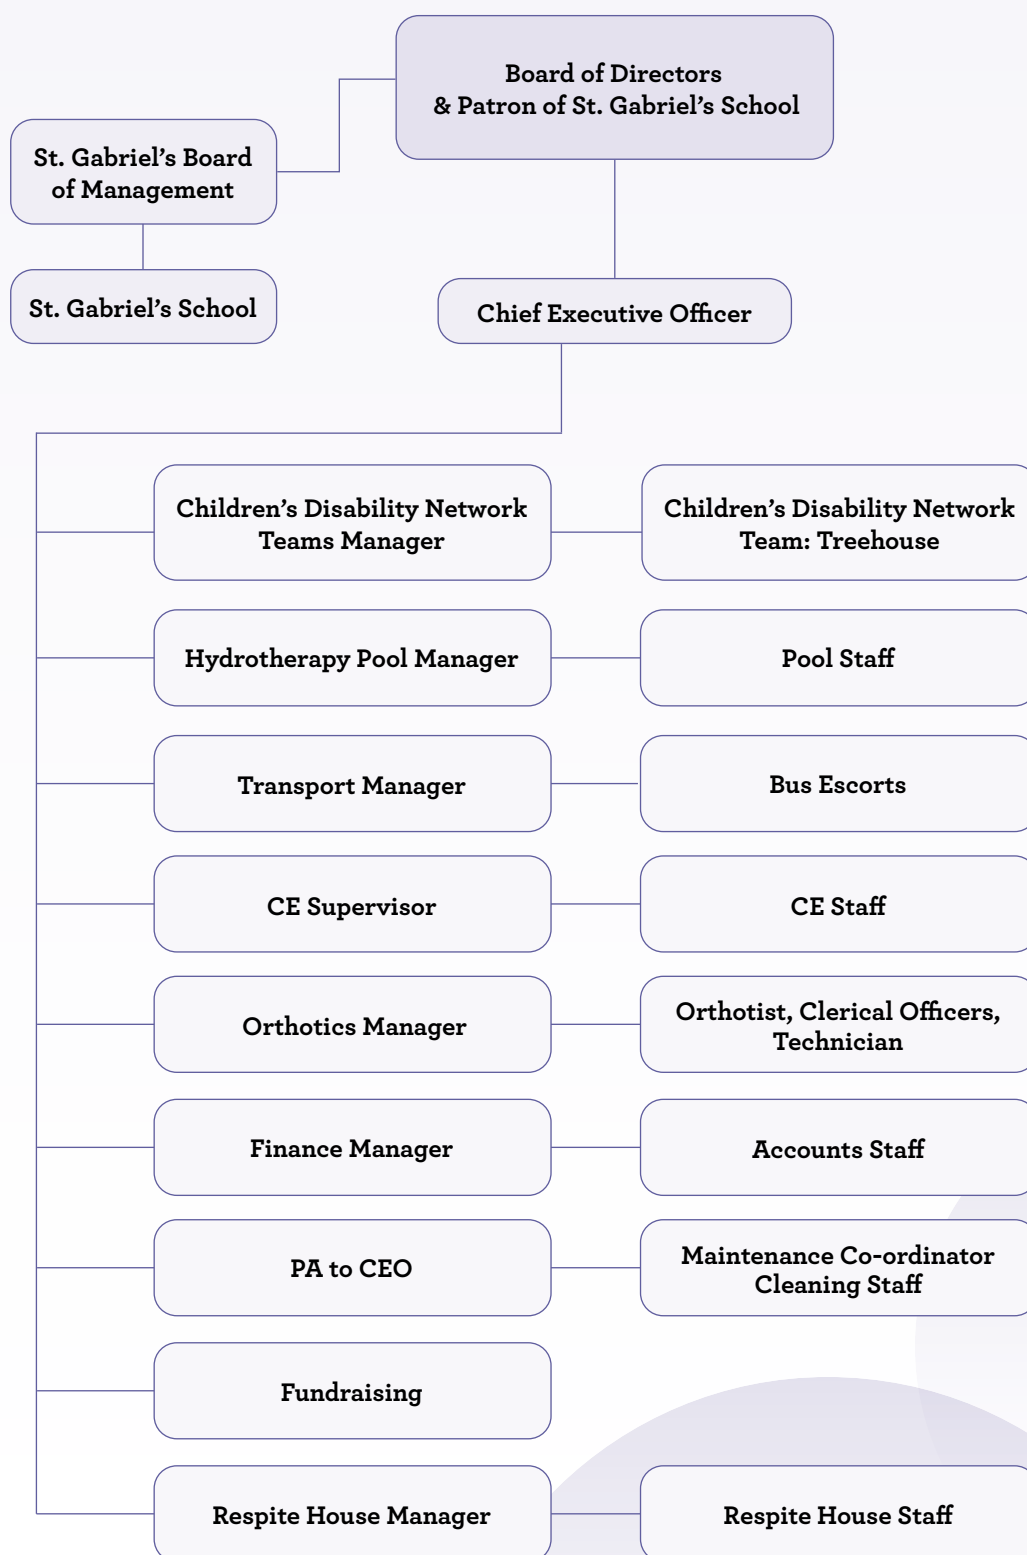 Board of Directors
& Patron of St. Gabriel’s School
St. Gabriel’s Board
of Management
St. Gabriel’s School
Chief Executive Officer
Children’s Disability Network
Teams Manager
Children’s Disability Network
Team: Treehouse
Hydrotherapy Pool Manager
Pool Staff
Transport Manager
Bus Escorts
CE Supervisor
CE Staff
Orthotics Manager
Orthotist, Clerical Officers,
Technician
Finance Manager
Accounts Staff
PA to CEO
Maintenance Co-ordinator
Cleaning Staff
Fundraising
Respite House Manager
Respite House Staff